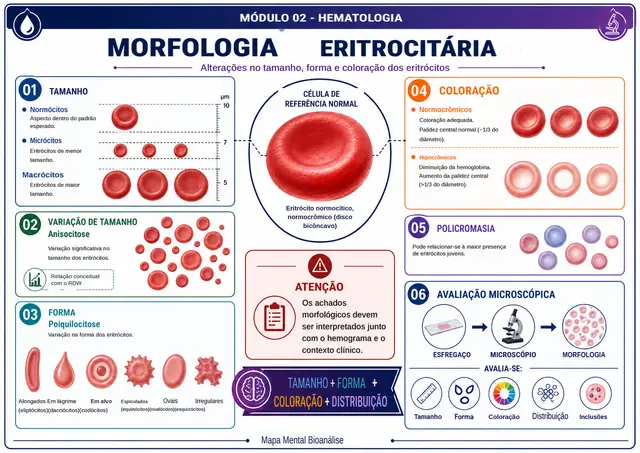 MÓDULO 02 - HEMATOLOGIA
MORFOLOGIA ERITROCITÁRIA
Alterações no tamanho, forma e coloração dos eritrócitos
01 TAMANHO
Normócitos
Aspecto dentro do padrão
esperado.
Micrócitos
Eritrócitos de menor
tamanho.
Macrócitos
Eritrócitos de maior
tamanho.
µm
10
7
5
CÉLULA DE
REFERÊNCIA NORMAL
Eritrócito normocítico,
normocrômico (disco
bicôncavo)
04 COLORAÇÃO
Normocrômicos
Coloração adequada.
Palidez central normal (~1/3 do
diâmetro).
Hipocrômicos
Diminuição da hemoglobina.
Aumento da palidez central
(>1/3 do diâmetro).
02 VARIAÇÃO DE TAMANHO
Anisocitose
Variação significativa no
tamanho dos eritrócitos.
Relação conceitual
com o RDW
ATENÇÃO
Os achados
morfológicos devem
ser interpretados junto
com o hemograma e o
contexto clínico.
05 POLICROMASIA
Pode relacionar-se à maior presença
de eritrócitos jovens.
03 FORMA
Poiquilocitose
Variação na forma dos eritrócitos.
Alongados Em lágrima Em alvo Espiculados Ovais Irregulares
(eliptócitos)(dacriócitos)(codócitos) (equinócitos)(ovalócitos)(esquizócitos)
TAMANHO + FORMA +
COLORAÇÃO + DISTRIBUIÇÃO
06 AVALIAÇÃO MICROSCÓPICA
ESFREGAÇO MICROSCÓPIO MORFOLOGIA
AVALIA-SE:
Tamanho Forma Coloração Distribuição Inclusões
Mapa Mental Bioanálise